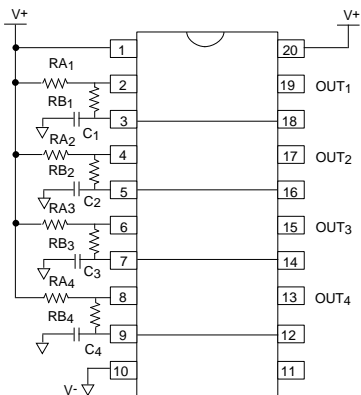 V+ V+
1 20
RA1
2 19 OUT1
RB1
3 18
C1
RA2
4 17 OUT2
RB2
5 16
C2
RA3
6 15 OUT3
RB3
7 14
C3
RA4
8 13 OUT4
RB4
9 12
C4
10 11
V-